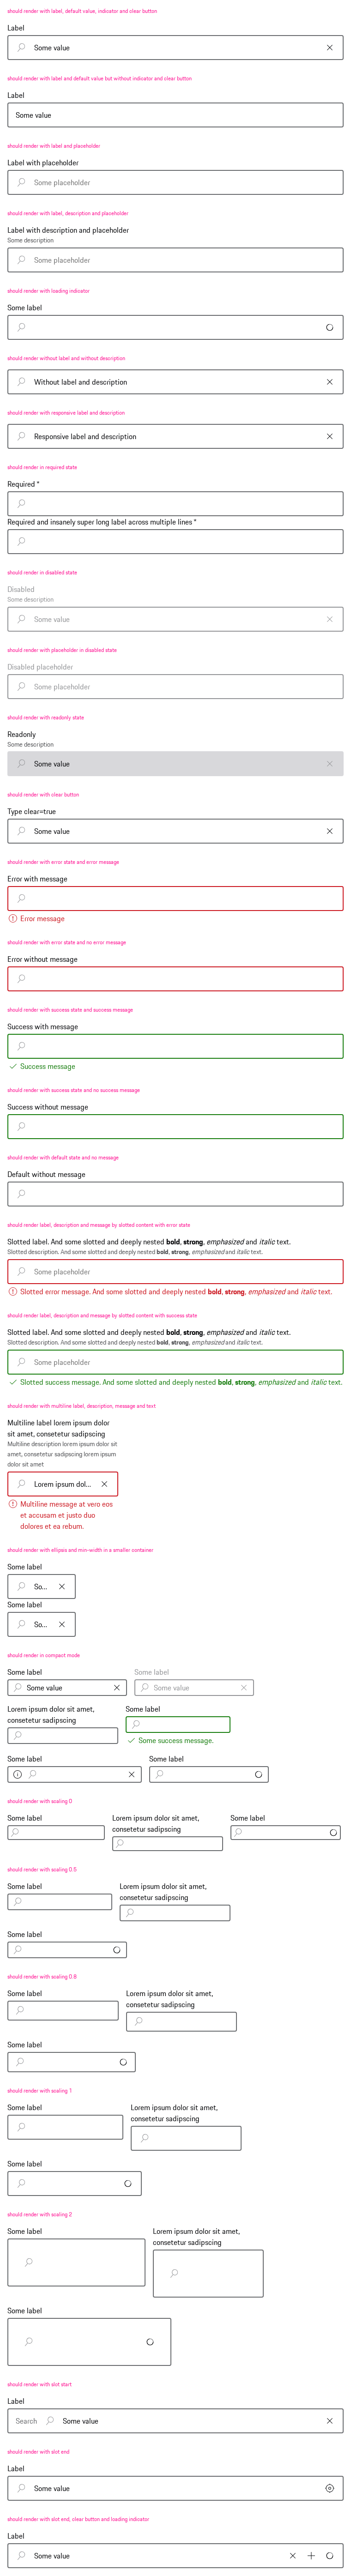 should render with label, default value, indicator and clear button
Label
Some value
should render with label and default value but without indicator and clear button
Label
Some value
should render with label and placeholder
Label with placeholder
Some placeholder
should render with label, description and placeholder
Label with description and placeholder
Some description
Some placeholder
should render with loading indicator
Some label
should render without label and without description
Without label and description
should render with responsive label and description
Responsive label and description
should render in required state
Required *
Required and insanely super long label across multiple lines *
should render in disabled state
Disabled
Some description
Some value
should render with placeholder in disabled state
Disabled placeholder
Some placeholder
should render with readonly state
Readonly
Some description
Some value
should render with clear button
Type clear=true
Some value
should render with error state and error message
Error with message
Error message
should render with error state and no error message
Error without message
should render with success state and success message
Success with message
Success message
should render with success state and no success message
Success without message
should render with default state and no message
Default without message
should render label, description and message by slotted content with error state
Slotted label. And some slotted and deeply nested bold, strong, emphasized and italic text.
Slotted description. And some slotted and deeply nested bold, strong, emphasized and italic text.
Some placeholder
Slotted error message. And some slotted and deeply nested bold, strong, emphasized and italic text.
should render label, description and message by slotted content with success state
Slotted label. And some slotted and deeply nested bold, strong, emphasized and italic text.
Slotted description. And some slotted and deeply nested bold, strong, emphasized and italic text.
Some placeholder
Slotted success message. And some slotted and deeply nested bold, strong, emphasized and italic text.
should render with multiline label, description, message and text
Multiline label lorem ipsum dolor
sit amet, consetetur sadipscing
Multiline description lorem ipsum dolor sit
amet, consetetur sadipscing lorem ipsum
dolor sit amet
Lorem ipsum dol...
Multiline message at vero eos
et accusam et justo duo
dolores et ea rebum.
should render with ellipsis and min-width in a smaller container
Some label
So...
Some label
So...
should render in compact mode
Some label
Some label
Some value
Some value
Lorem ipsum dolor sit amet,
consetetur sadipscing
Some label
Some success message.
Some label
Some label
should render with scaling 0
Some label
Lorem ipsum dolor sit amet,
consetetur sadipscing
Some label
should render with scaling 0.5
Some label
Lorem ipsum dolor sit amet,
consetetur sadipscing
Some label
should render with scaling 0.8
Some label
Lorem ipsum dolor sit amet,
consetetur sadipscing
Some label
should render with scaling 1
Some label
Lorem ipsum dolor sit amet,
consetetur sadipscing
Some label
should render with scaling 2
Some label
Lorem ipsum dolor sit amet,
consetetur sadipscing
Some label
should render with slot start
Label
Search Some value
should render with slot end
Label
Some value
should render with slot end, clear button and loading indicator
Label
Some value